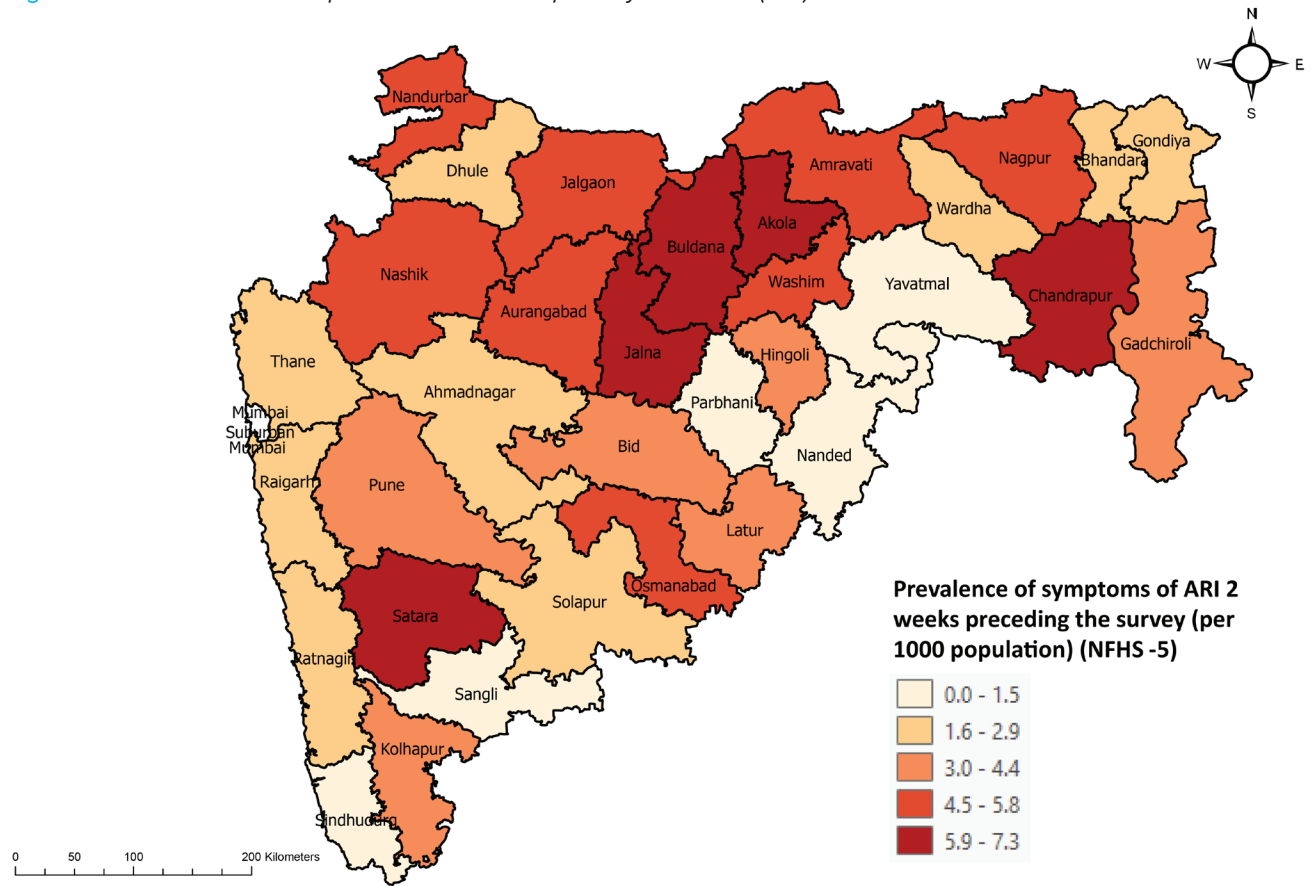 N
W E
S
Nandurbar
Dhule
Jalgaon
Buldana
Akola
Amravati
Nagpur
Bhandara
Gondiya
Wardha
Nashik
Aurangabad
Jalna
Washim
Yavatmal
Chandrapur
Gadchiroli
Hingoli
Parbhani
Nanded
Thane
Ahmadnagar
Mumbai
Suburban
Mumbai
Raigarh
Pune
Bid
Latur
Osmanabad
Solapur
Satara
Ratnagiri
Sangli
Kolhapur
Sindhudurg
Prevalence of symptoms of ARI 2
weeks preceding the survey (per
1000 population) (NFHS -5)
0.0 - 1.5
1.6 - 2.9
3.0 - 4.4
4.5 - 5.8
5.9 - 7.3
0 50 100 200 Kilometers